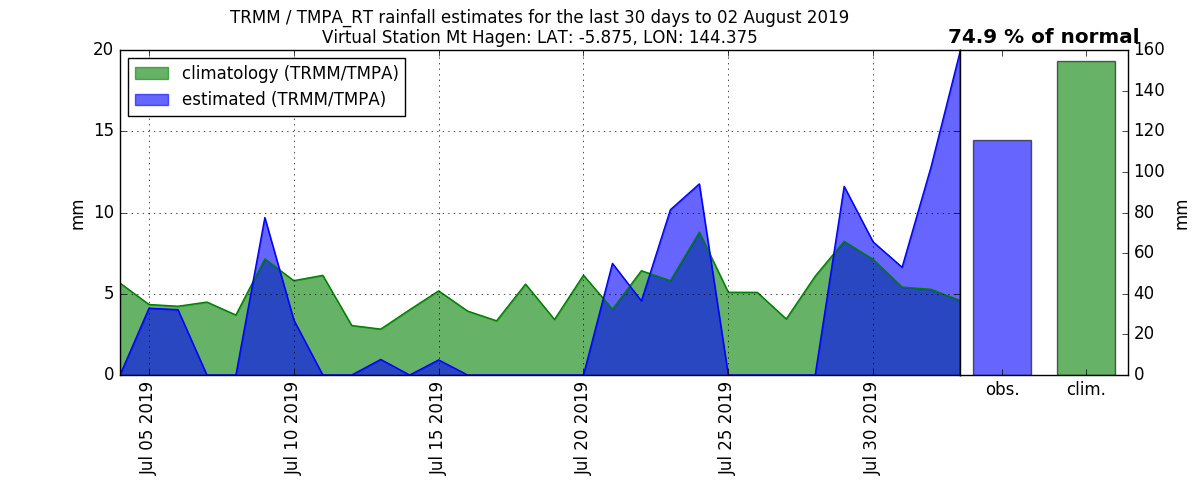 TRMM / TMPA_RT rainfall estimates for the last 30 days to 02 August 2019
Virtual Station Mt Hagen: LAT: -5.875, LON: 144.375
74.9 % of normal
climatology (TRMM/TMPA)
estimated (TRMM/TMPA)
20
15
10
5
0
mm
Jul 05 2019
Jul 10 2019
Jul 15 2019
Jul 20 2019
Jul 25 2019
Jul 30 2019
obs.
clim.
160
140
120
100
80
60
40
20
0
mm